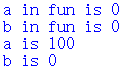 a in fun is 0
b in fun is 0
a is 100
b is 0